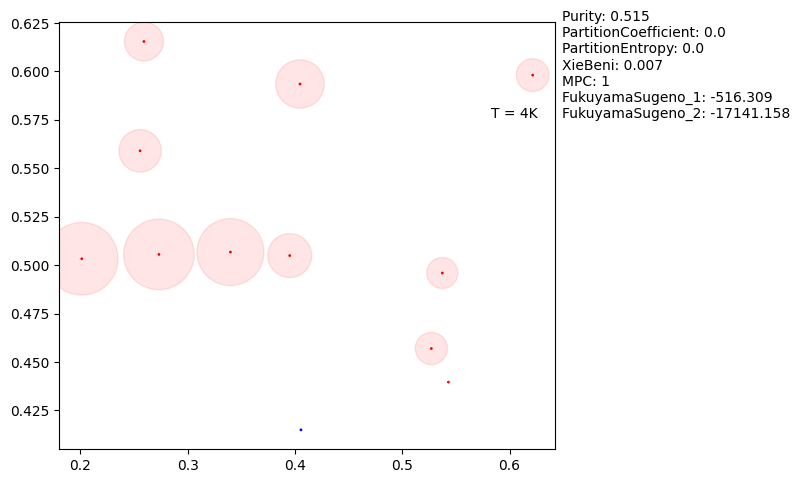 Purity: 0.515
PartitionCoefficient: 0.0
PartitionEntropy: 0.0
XieBeni: 0.007
MPC: 1
FukuyamaSugeno_1: -516.309
FukuyamaSugeno_2: -17141.158
T = 4K
0.625
0.600
0.575
0.550
0.525
0.500
0.475
0.450
0.425
0.2 0.3 0.4 0.5 0.6